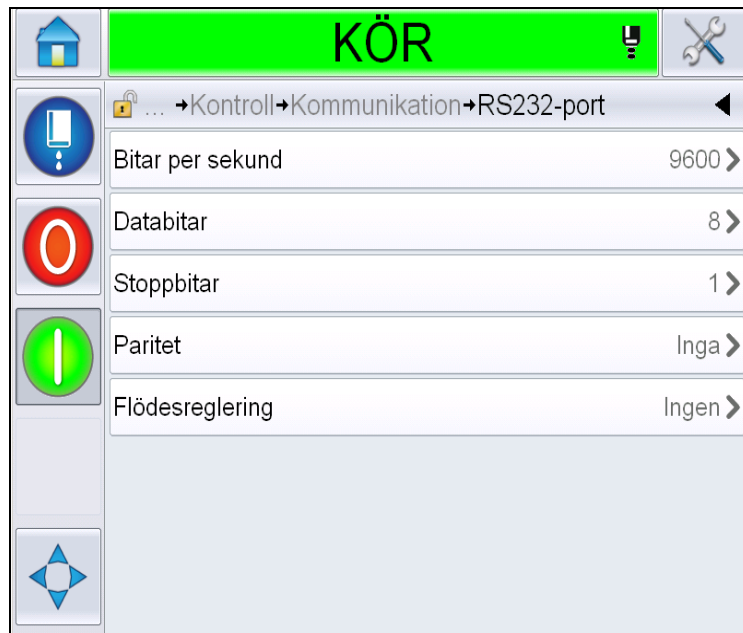 KÖR
... →Kontroll→Kommunikation→RS232-port
Bitar per sekund 9600
Databitar 8
Stoppbitar 1
Paritet Inga
Flödesreglering Ingen